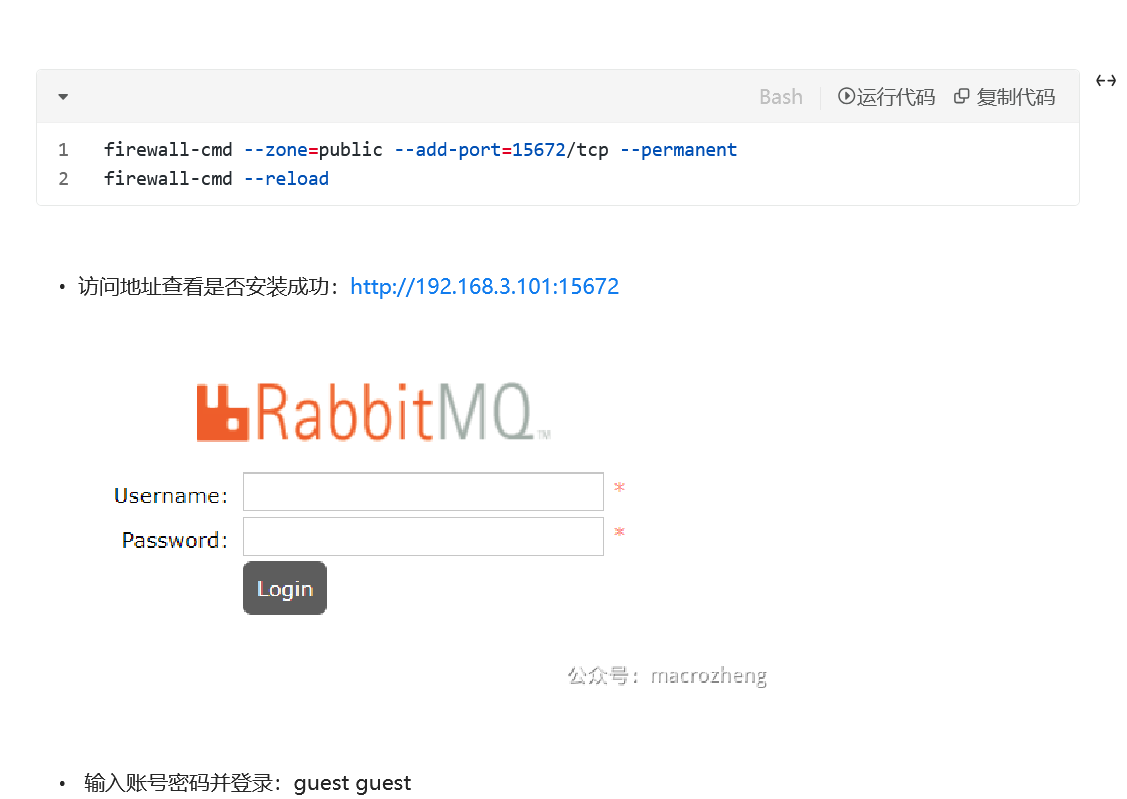 Bash 运行代码 复制代码
1 firewall-cmd --zone=public --add-port=15672/tcp --permanent
2 firewall-cmd --reload
• 访问地址查看是否安装成功：http://192.168.3.101:15672
RabbitMQ™
Username: *
Password: *
Login
公众号：macrozheng
• 输入账号密码并登录：guest guest